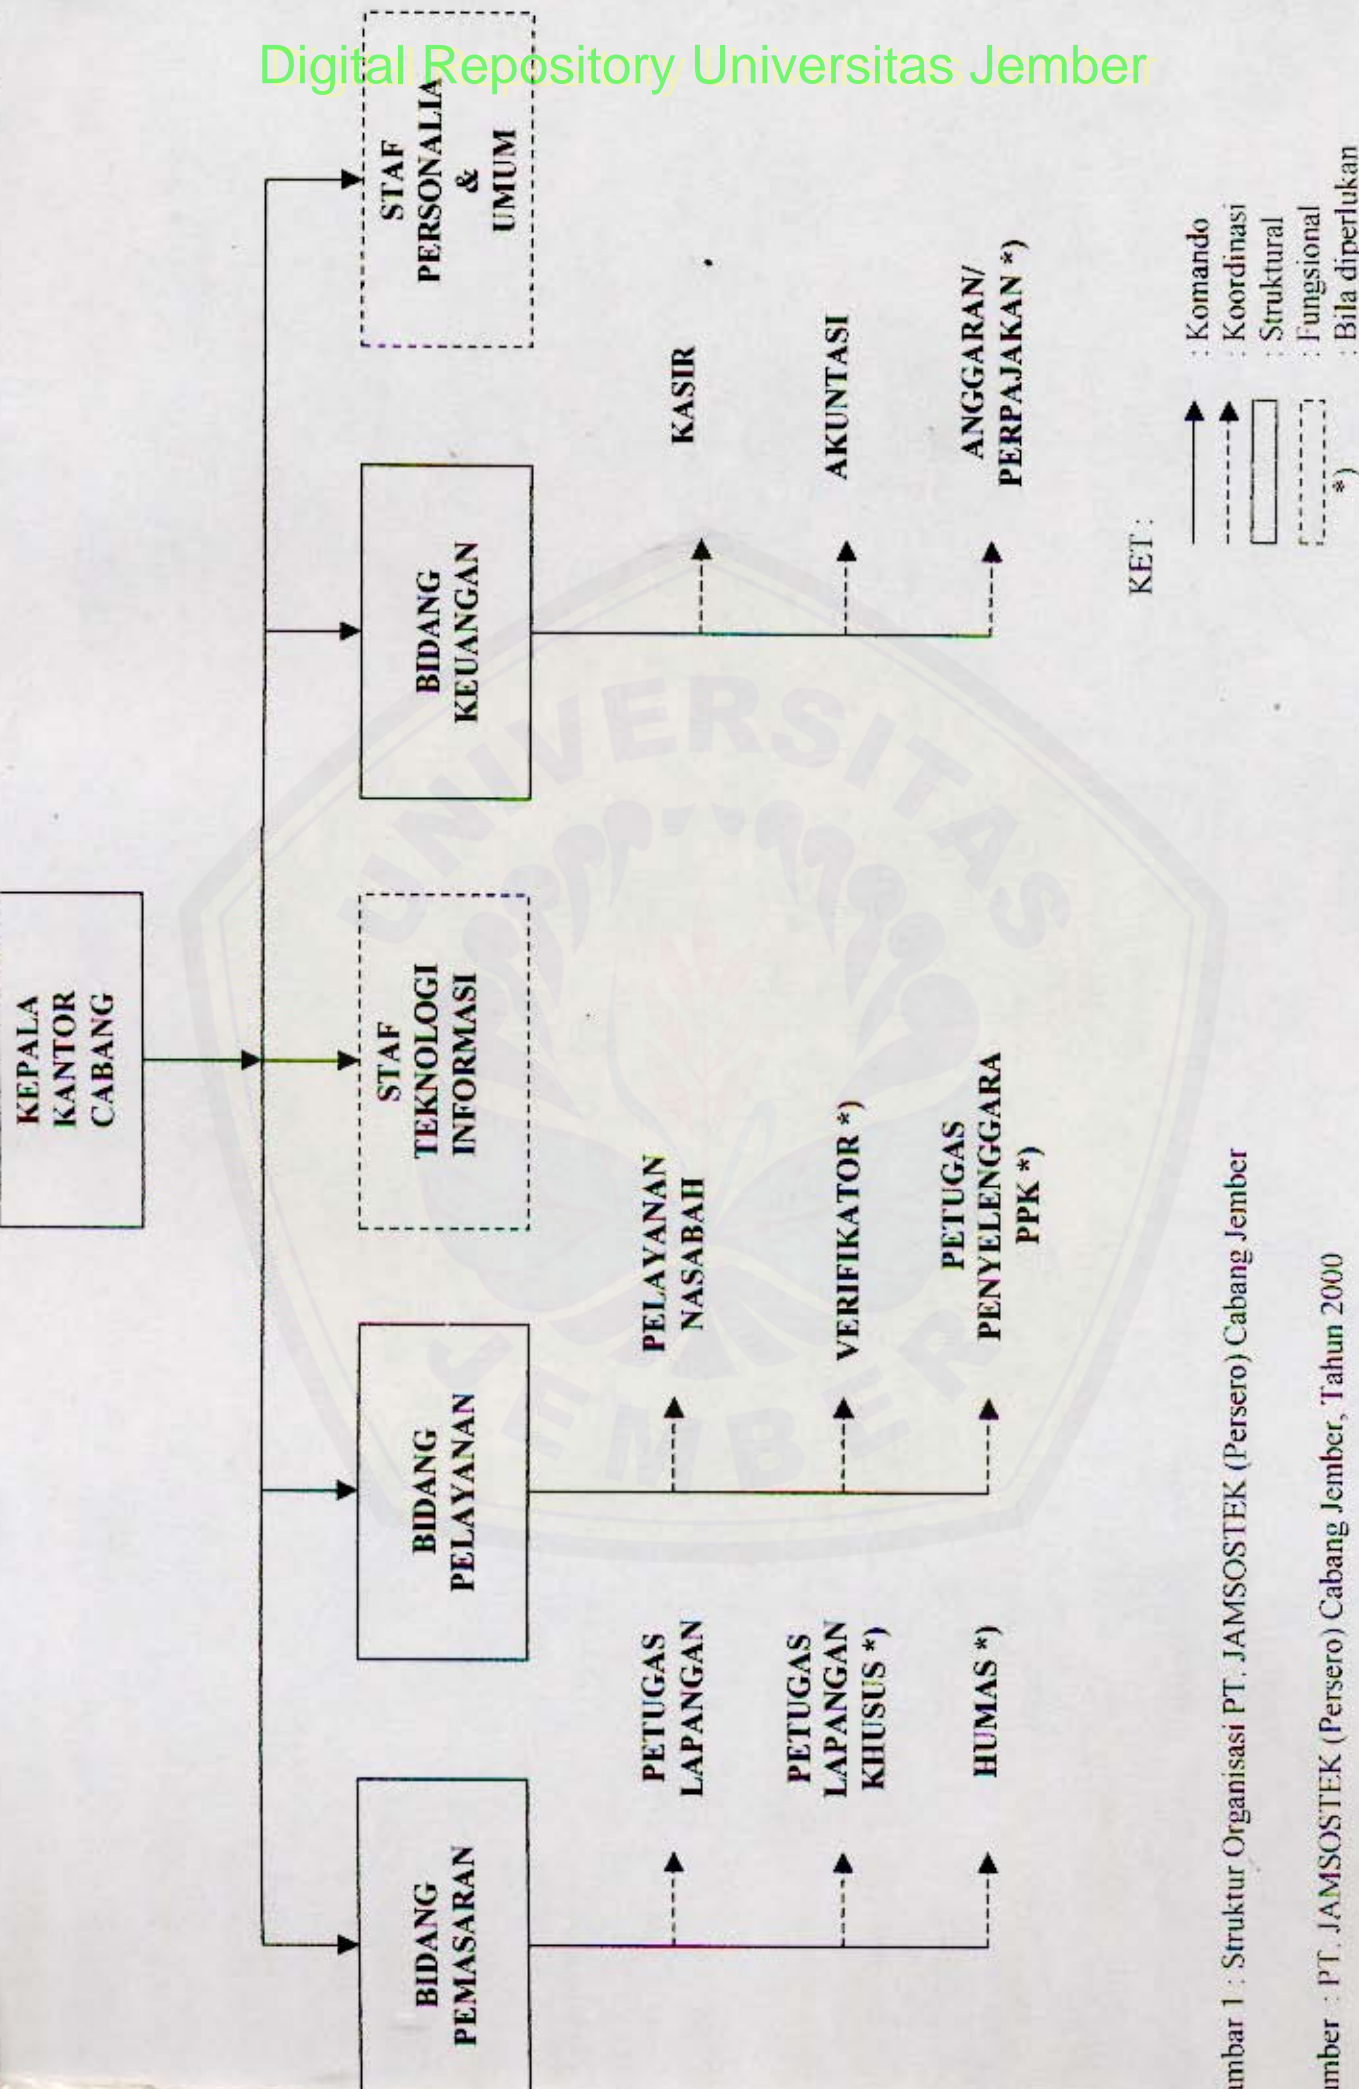 Digital Repository Universitas Jember
KEPALA
KANTOR
CABANG
BIDANG
PEMASARAN
BIDANG
PELAYANAN
STAF
TEKNOLOGI
INFORMASI
BIDANG
KEUANGAN
STAF
PERSONALIA
&
UMUM
PETUGAS
LAPANGAN
PETUGAS
LAPANGAN
KHUSUS *)
HUMAS *)
PELAYANAN
NASABAH
VERIFIKATOR *)
PETUGAS
PENYELENGGARA
PPK *)
KASIR
AKUNTASI
ANGGARAN/
PERPAJAKAN *)
KET :
: Komando
: Koordinasi
: Struktural
: Fungsional
*) : Bila diperlukan
mbar 1 : Struktur Organisasi PT. JAMSOSTEK (Persero) Cabang Jember
umber : PT. JAMSOSTEK (Persero) Cabang Jember, Tahun 2000
UNIVERSITAS
JEMBER